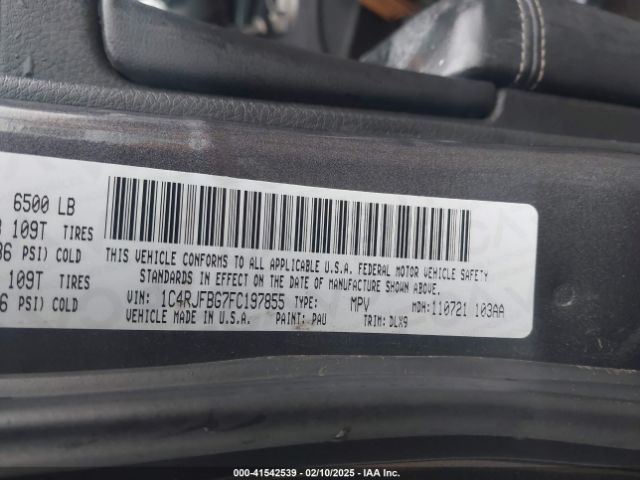 6500 LB
109T TIRES
PSI) COLD
109T TIRES
PSI) COLD
THIS VEHICLE CONFORMS TO ALL APPLICABLE U.S.A. FEDERAL MOTOR VEHICLE SAFETY
STANDARDS IN EFFECT ON THE DATE OF MANUFACTURE SHOWN ABOVE.
VIN: 1C4RJFBG7FC197855 TYPE: MPV MDH:110721 103AA
VEHICLE MADE IN U.S.A. PAINT: PAU TRIM: DLX9
000-41542539 - 02/10/2025 - IAA Inc.